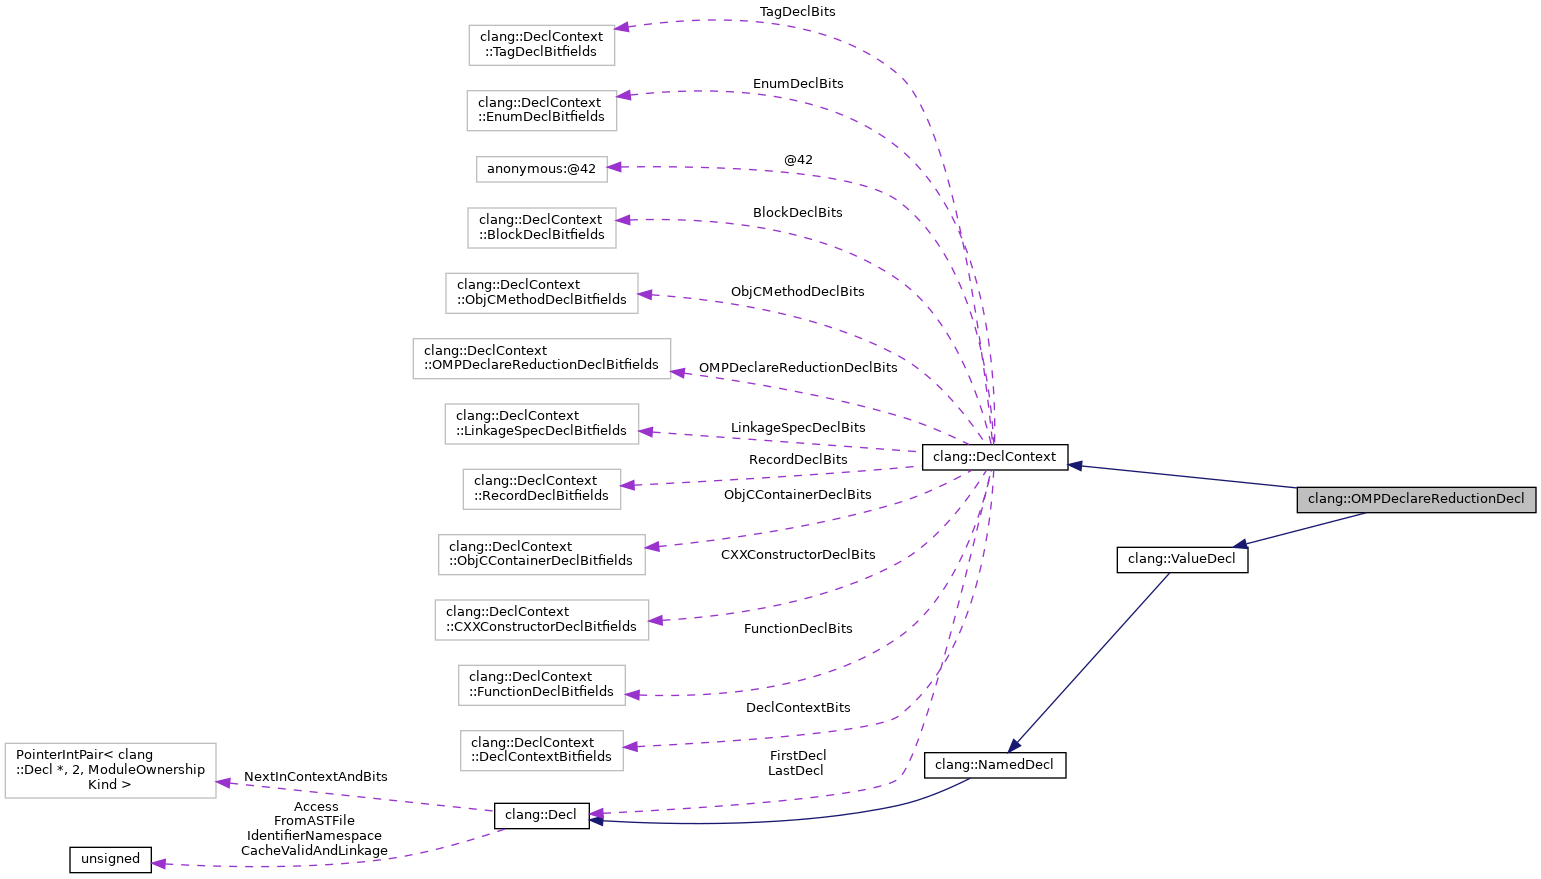 TagDeclBits
clang::DeclContext
::TagDeclBitfields
EnumDeclBits
clang::DeclContext
::EnumDeclBitfields
@42
anonymous:@42
BlockDeclBits
clang::DeclContext
::BlockDeclBitfields
ObjCMethodDeclBits
clang::DeclContext
::ObjCMethodDeclBitfields
OMPDeclareReductionDeclBits
clang::DeclContext
::OMPDeclareReductionDeclBitfields
LinkageSpecDeclBits
clang::DeclContext
::LinkageSpecDeclBitfields
clang::DeclContext
RecordDeclBits
clang::DeclContext
::RecordDeclBitfields
ObjCContainerDeclBits
clang::OMPDeclareReductionDecl
clang::DeclContext
::ObjCContainerDeclBitfields
CXXConstructorDeclBits
clang::ValueDecl
clang::DeclContext
::CXXConstructorDeclBitfields
FunctionDeclBits
clang::DeclContext
::FunctionDeclBitfields
DeclContextBits
clang::DeclContext
::DeclContextBitfields
FirstDecl
LastDecl
clang::NamedDecl
PointerIntPair< clang
::Decl *, 2, ModuleOwnership
Kind >
NextInContextAndBits
clang::Decl
Access
FromASTFile
IdentifierNamespace
CacheValidAndLinkage
unsigned